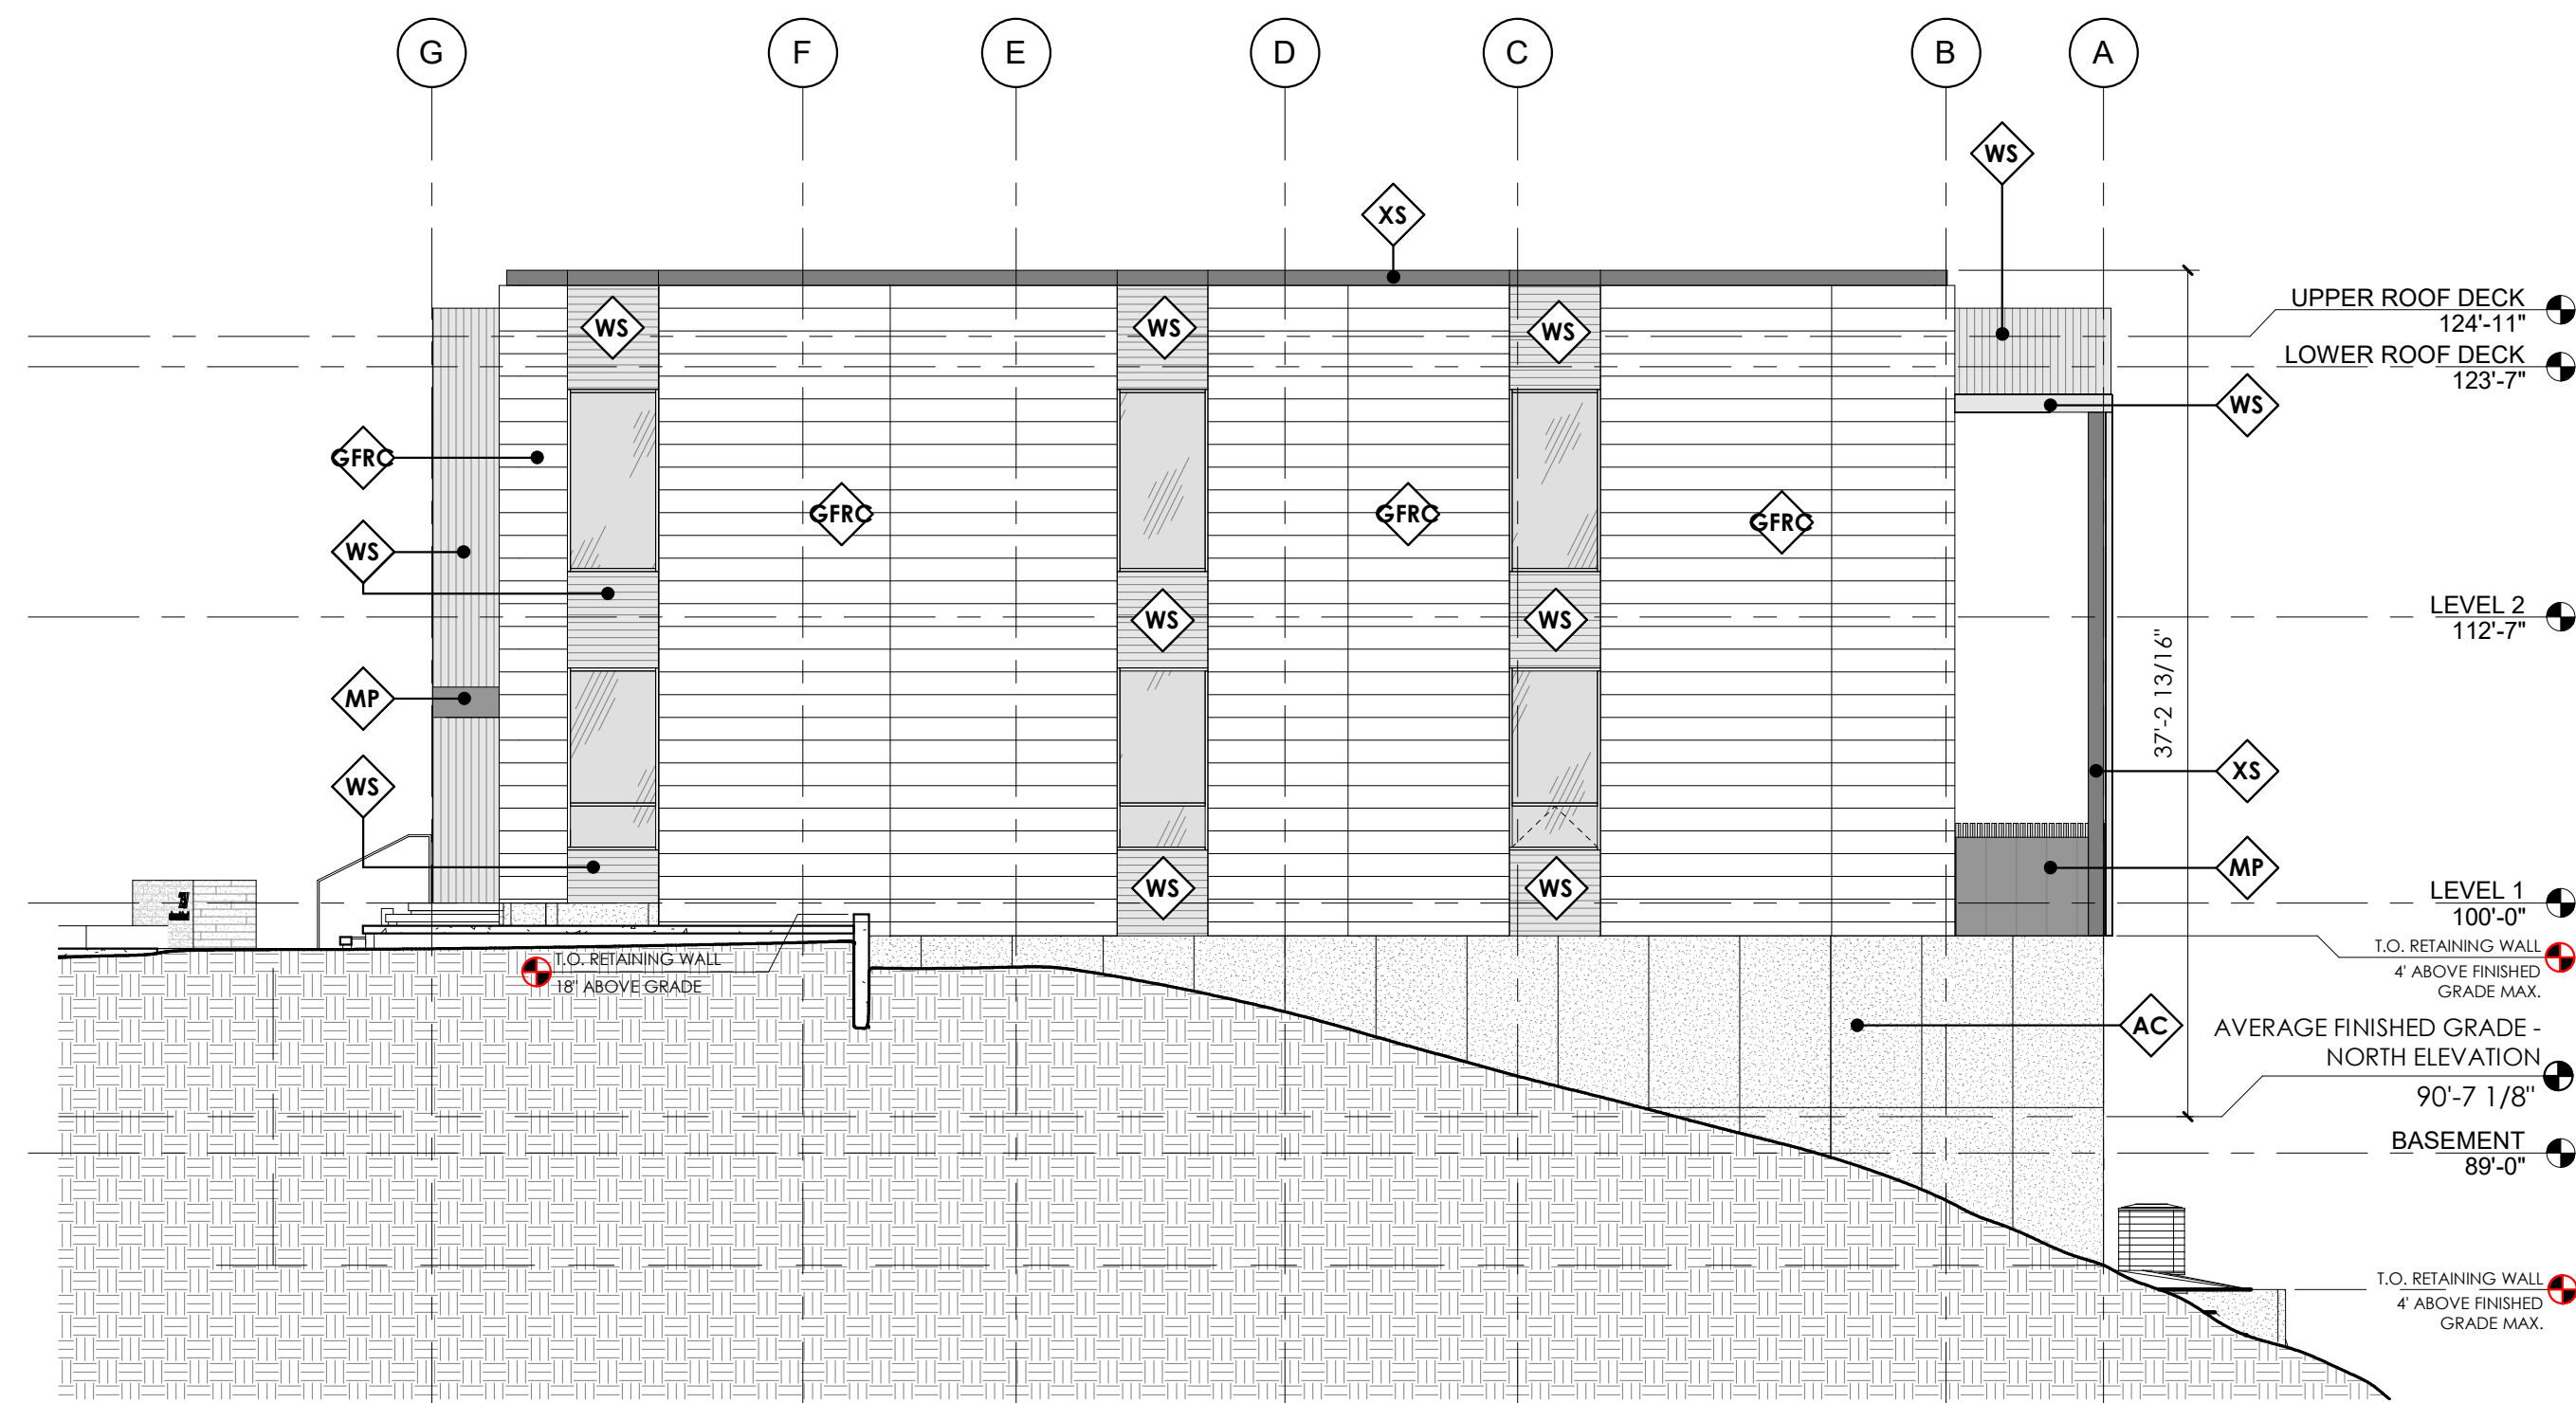 G F E D C B A
WS
XS
UPPER ROOF DECK
124'-11"
WS WS WS
LOWER ROOF DECK
123'-7"
WS
GFRC
GFRC GFRC GFRC
WS
LEVEL 2
112'-7"
WS WS
37'-2 13/16"
MP
XS
WS
MP
WS WS
LEVEL 1
100'-0"
T.O. RETAINING WALL
18" ABOVE GRADE
T.O. RETAINING WALL
4' ABOVE FINISHED
GRADE MAX.
AC
AVERAGE FINISHED GRADE -
NORTH ELEVATION
90'-7 1/8"
BASEMENT
89'-0"
T.O. RETAINING WALL
4' ABOVE FINISHED
GRADE MAX.